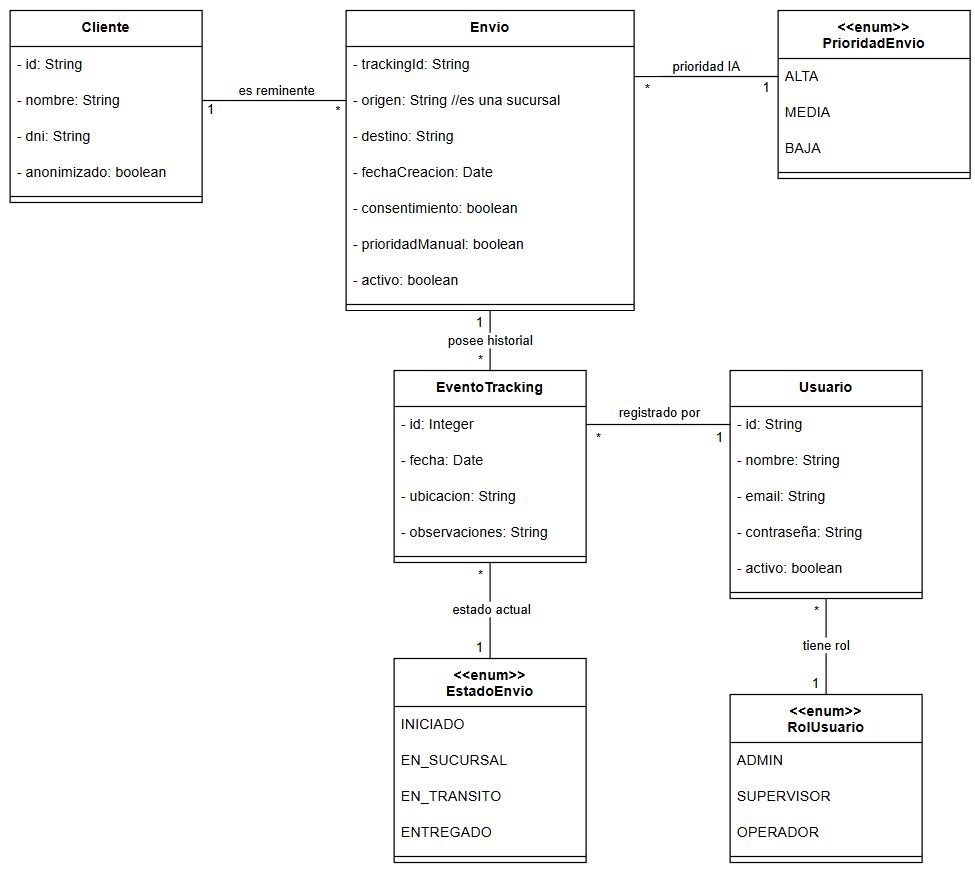 Cliente
- id: String
- nombre: String
- dni: String
- anonimizado: boolean
es reminente
1
*
Envio
- trackingId: String
- origen: String //es una sucursal
- destino: String
- fechaCreacion: Date
- consentimiento: boolean
- prioridadManual: boolean
- activo: boolean
prioridad IA
*
1
<<enum>>
PrioridadEnvio
ALTA
MEDIA
BAJA
1
posee historial
*
EventoTracking
- id: Integer
- fecha: Date
- ubicacion: String
- observaciones: String
registrado por
*
1
Usuario
- id: String
- nombre: String
- email: String
- contraseña: String
- activo: boolean
*
estado actual
1
<<enum>>
EstadoEnvio
INICIADO
EN_SUCURSAL
EN_TRANSITO
ENTREGADO
*
tiene rol
1
<<enum>>
RolUsuario
ADMIN
SUPERVISOR
OPERADOR